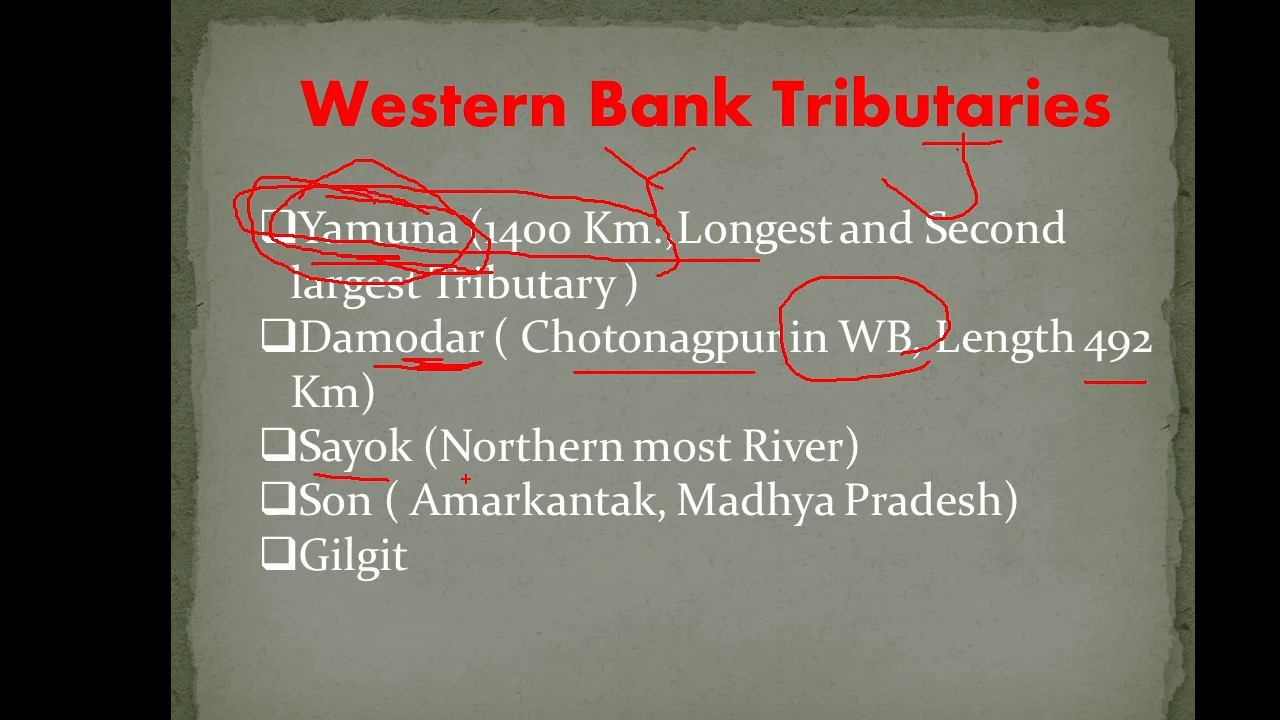 Western Bank Tributaries
❑Yamuna (1400 Km.,Longest and Second
largest Tributary )
❑Damodar ( Chotonagpur in WB, Length 492
Km)
❑Sayok (Northern most River)
❑Son ( Amarkantak, Madhya Pradesh)
❑Gilgit